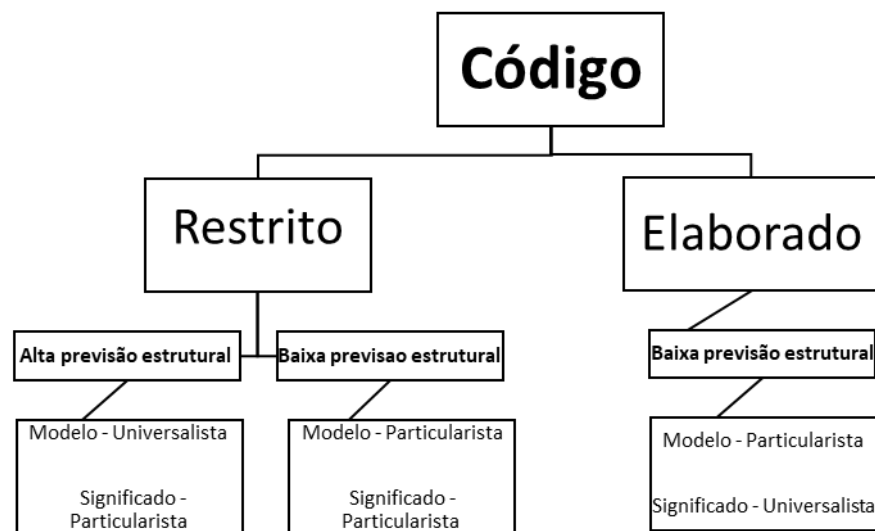 Código
Restrito
Elaborado
Alta previsão estrutural
Baixa previsao estrutural
Baixa previsão estrutural
Modelo - Universalista
Significado -
Particularista
Modelo - Particularista
Significado -
Particularista
Modelo - Particularista
Significado - Universalista